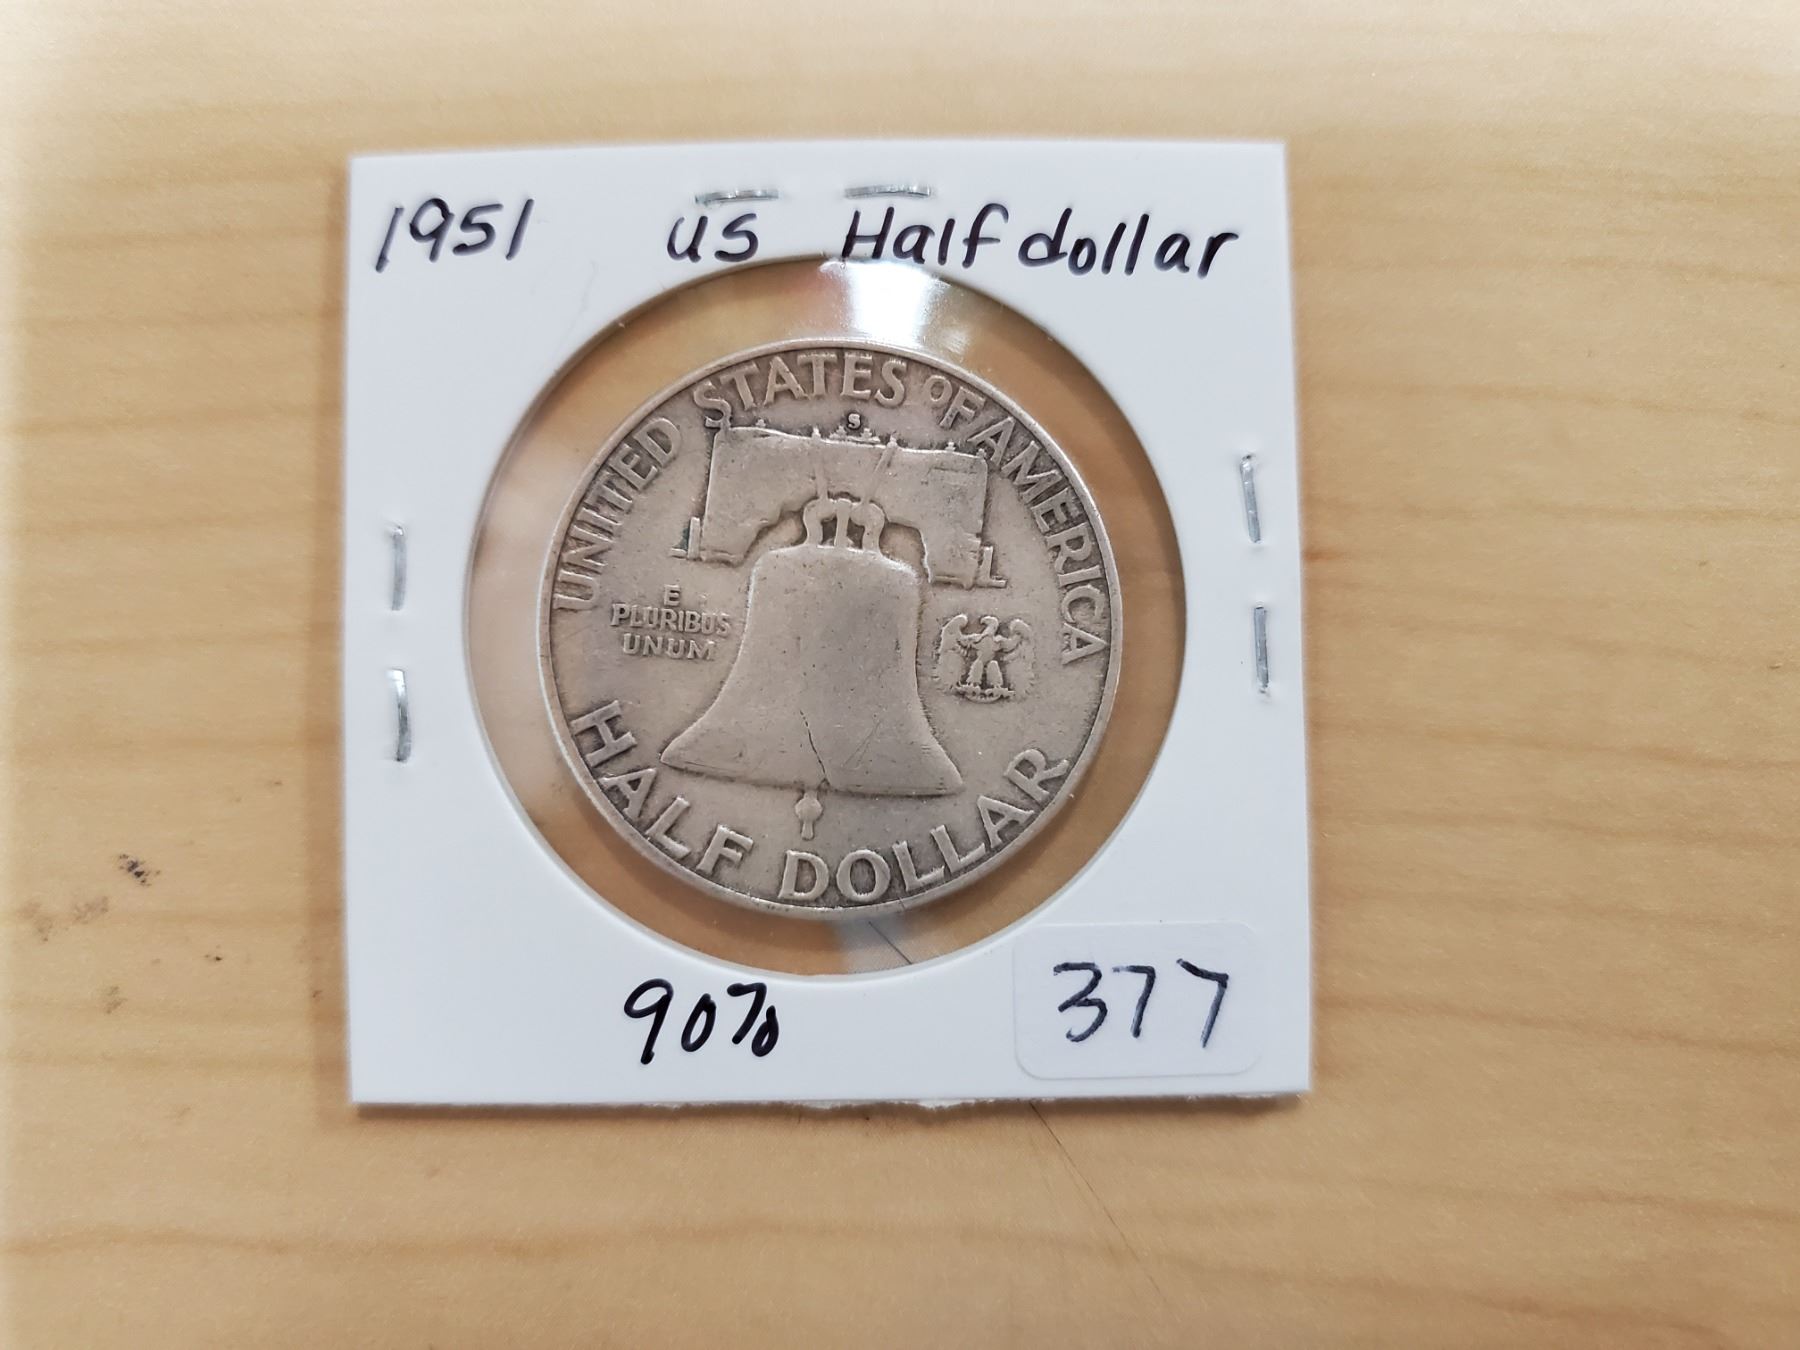 1951 US Half dollar
UNITED STATES OF AMERICA
S
E
PLURIBUS
UNUM
HALF DOLLAR
90%
377